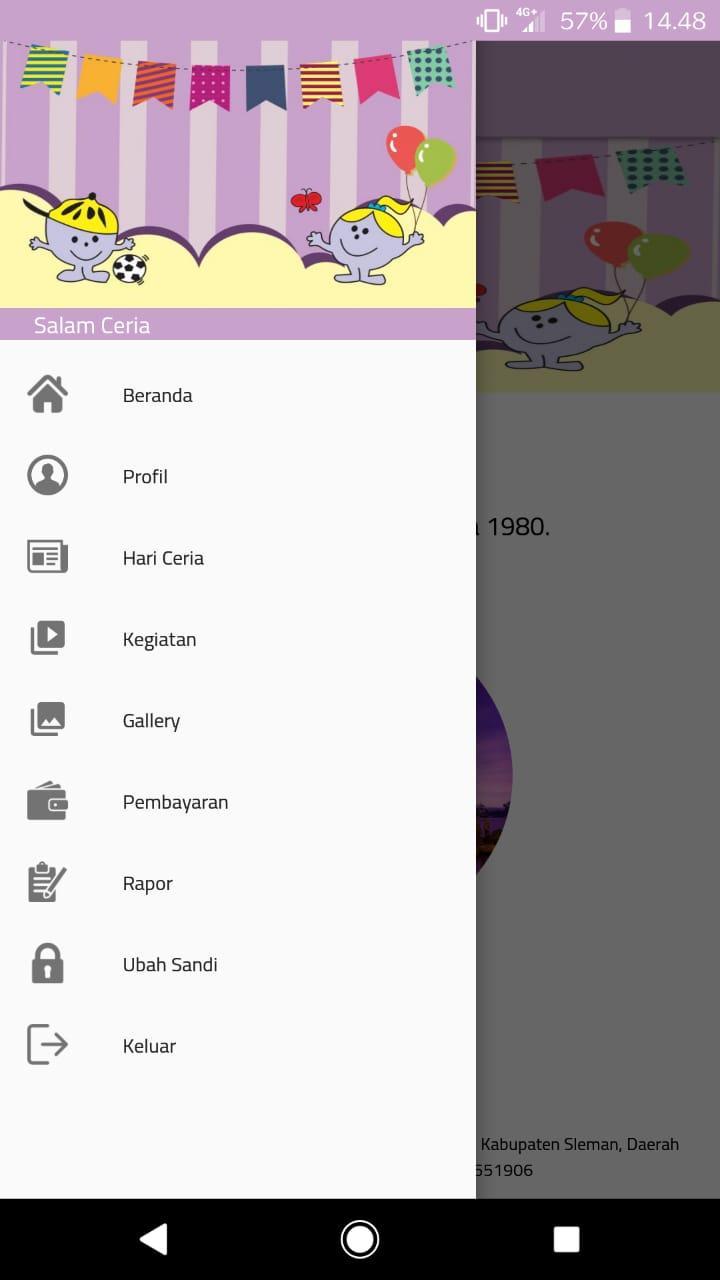 4G+ 57% 14.48
Salam Ceria
Beranda
Profil
Hari Ceria
1980.
Kegiatan
Gallery
Pembayaran
Rapor
Ubah Sandi
Keluar
Kabupaten Sleman, Daerah
551906